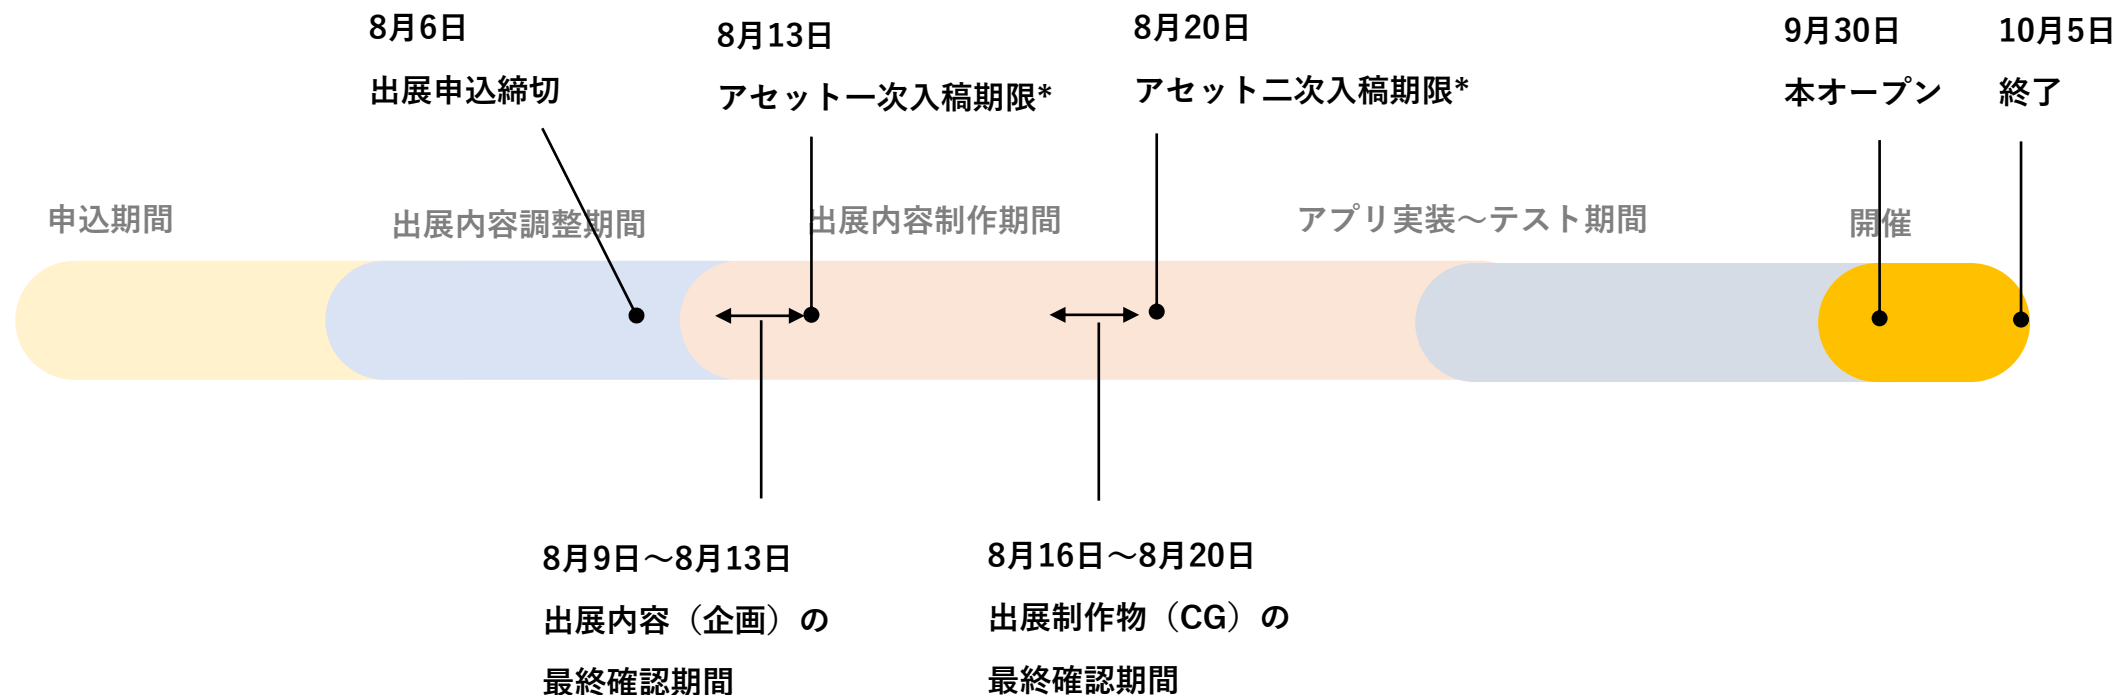 8月6日
出展申込締切
8月13日
アセット一次入稿期限*
8月20日
アセット二次入稿期限*
9月30日
本オープン
10月5日
終了
申込期間
出展内容調整期間
出展内容制作期間
アプリ実装～テスト期間
開催
8月9日～8月13日
出展内容（企画）の
最終確認期間
8月16日～8月20日
出展制作物（CG）の
最終確認期間